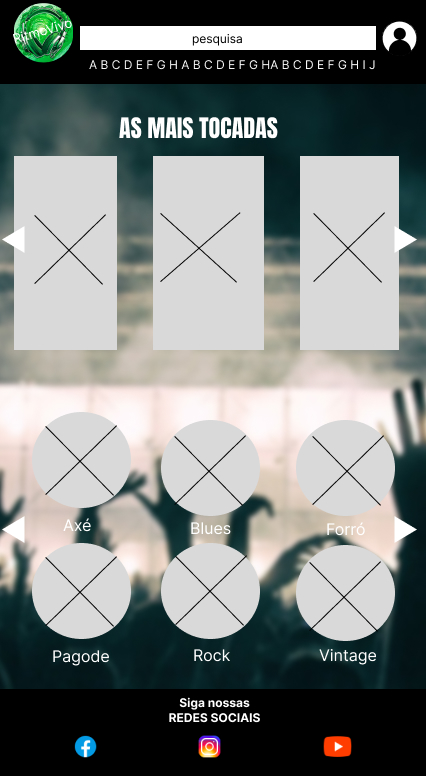 RitmoVivo
pesquisa
A B C D E F G H A B C D E F G H A B C D E F G H I J
AS MAIS TOCADAS
Axé
Blues
Forró
Pagode
Rock
Vintage
Siga nossas
REDES SOCIAIS